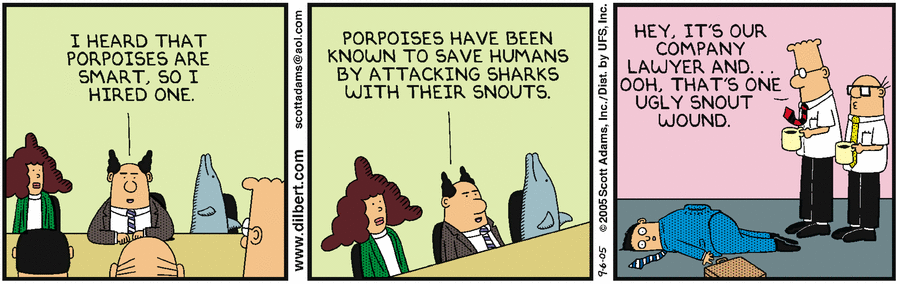 I HEARD THAT
PORPOISES ARE
SMART, SO I
HIRED ONE.
www.dilbert.com scottadams@aol.com
PORPOISES HAVE BEEN
KNOWN TO SAVE HUMANS
BY ATTACKING SHARKS
WITH THEIR SNOUTS.
9-6-05 © 2005 Scott Adams, Inc./Dist. by UFS, Inc.
HEY, IT'S OUR
COMPANY
LAWYER AND...
OOH, THAT'S ONE
UGLY SNOUT
WOUND.